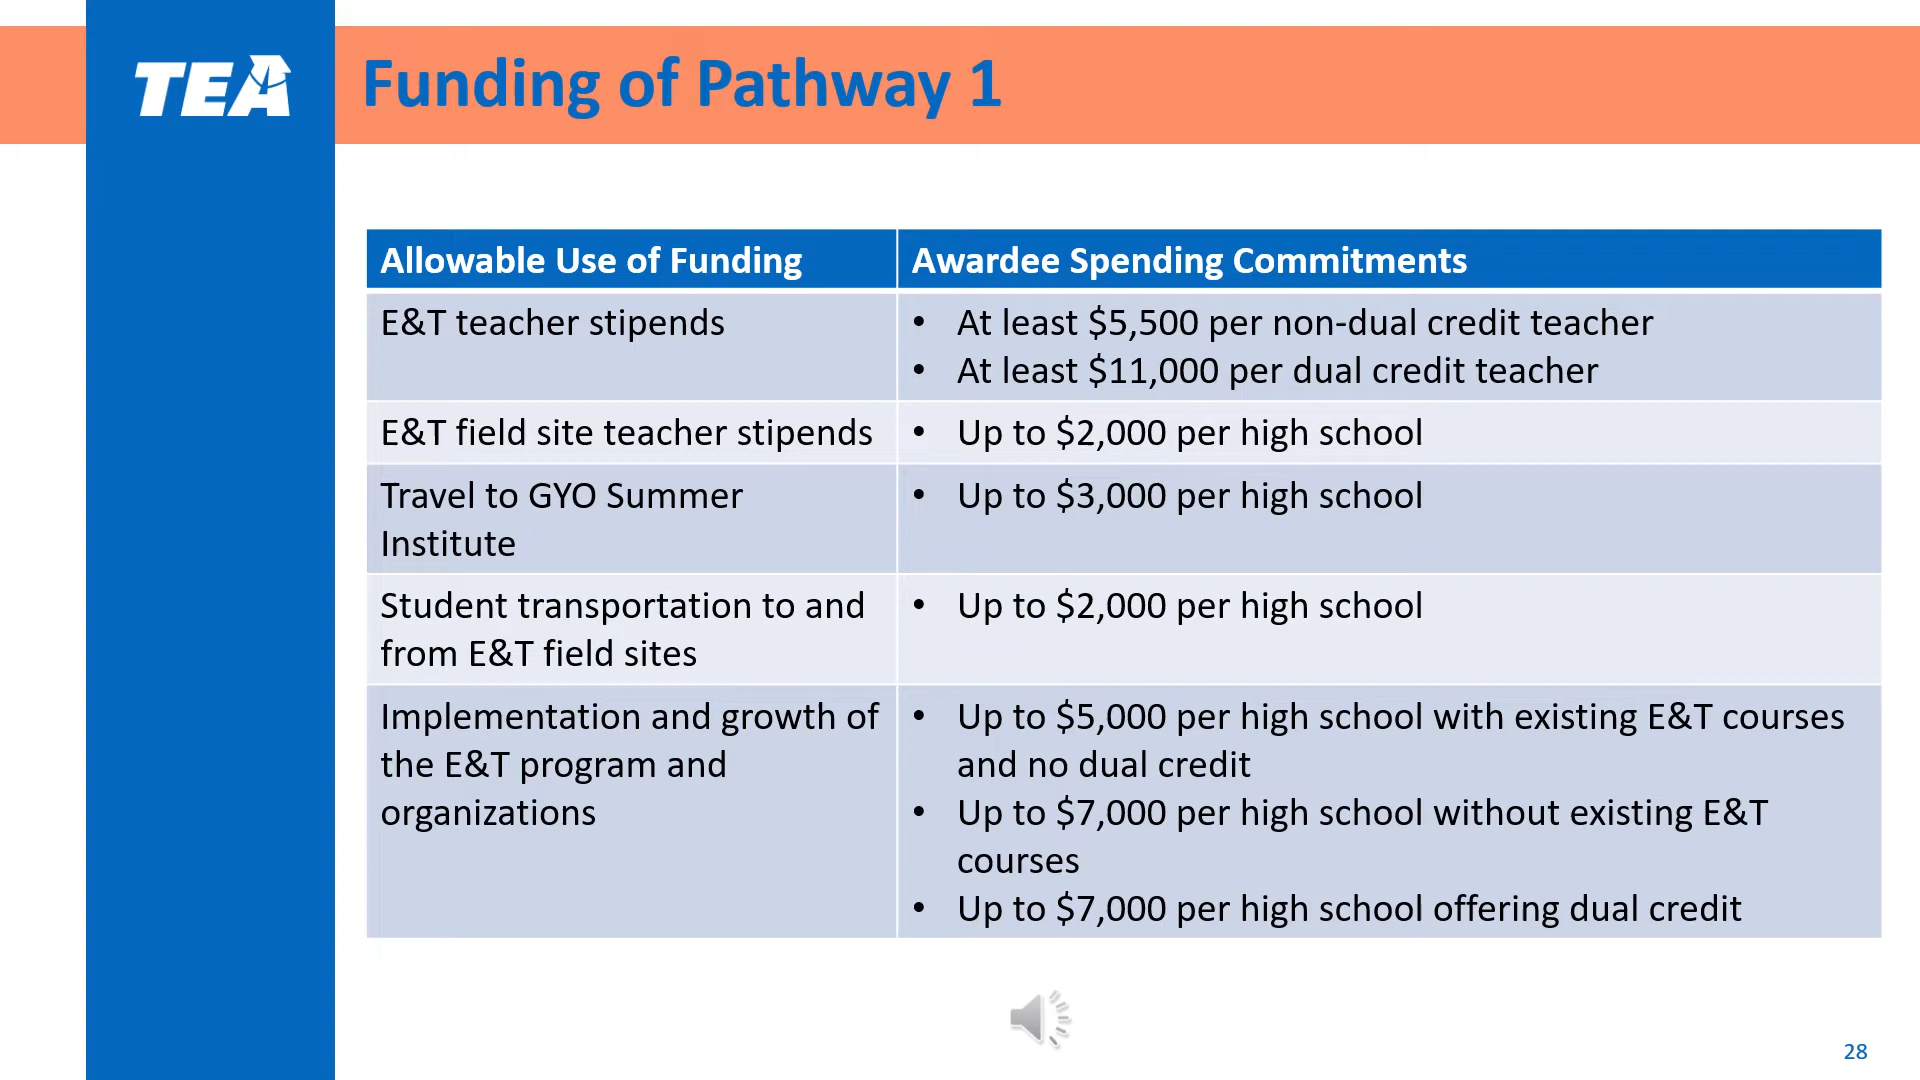 TEA
Funding of Pathway 1
Allowable Use of Funding
Awardee Spending Commitments
E&T teacher stipends
• At least $5,500 per non-dual credit teacher
• At least $11,000 per dual credit teacher
E&T field site teacher stipends
• Up to $2,000 per high school
Travel to GYO Summer
Institute
• Up to $3,000 per high school
Student transportation to and
from E&T field sites
• Up to $2,000 per high school
Implementation and growth of
the E&T program and
organizations
• Up to $5,000 per high school with existing E&T courses
and no dual credit
• Up to $7,000 per high school without existing E&T
courses
• Up to $7,000 per high school offering dual credit
28